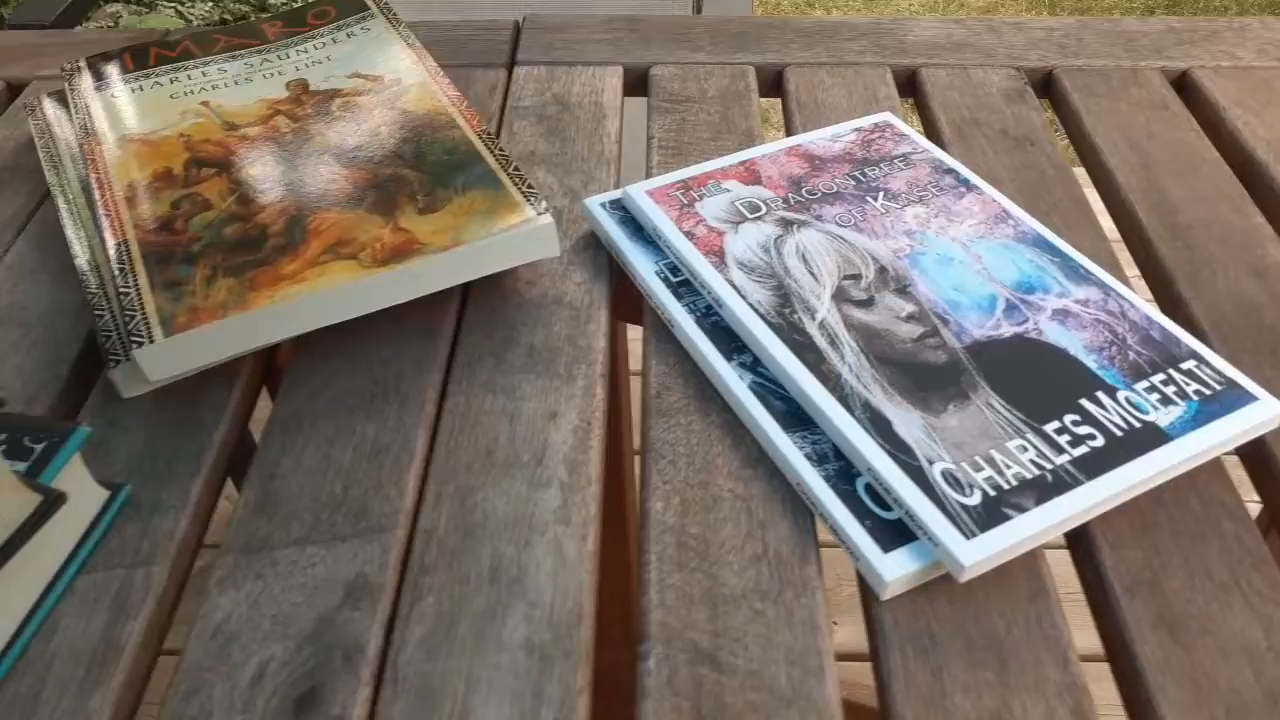 IMARO
CHARLES SAUNDERS
CHARLES DE LINT
THE
DRAGONTREE
OF KASE
CHARLES MOFFAT